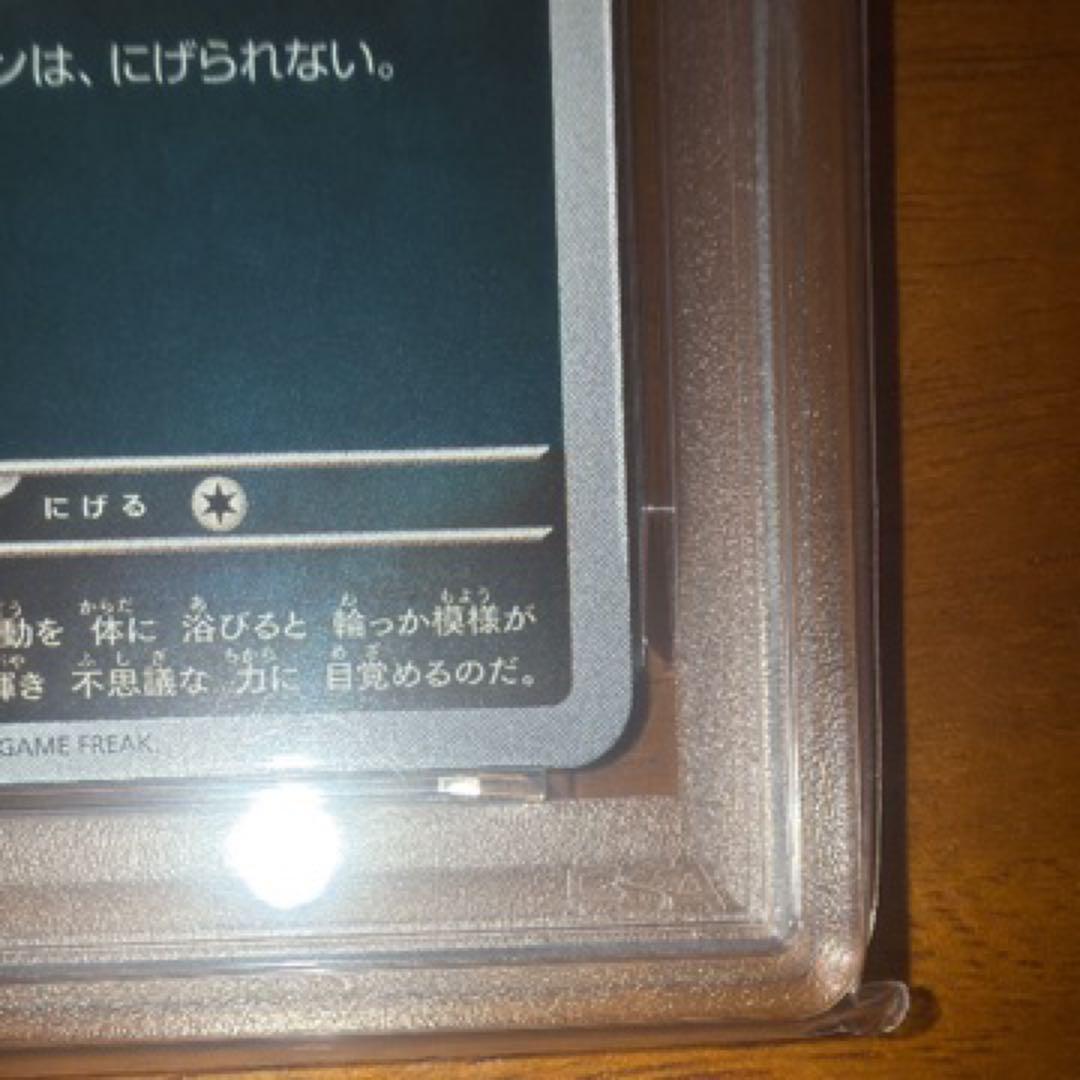 ンは、にげられない。
にげる
動を 体に 浴びると 輪っか模様が
輝き 不思議な 力に 目覚めるのだ。
GAME FREAK.